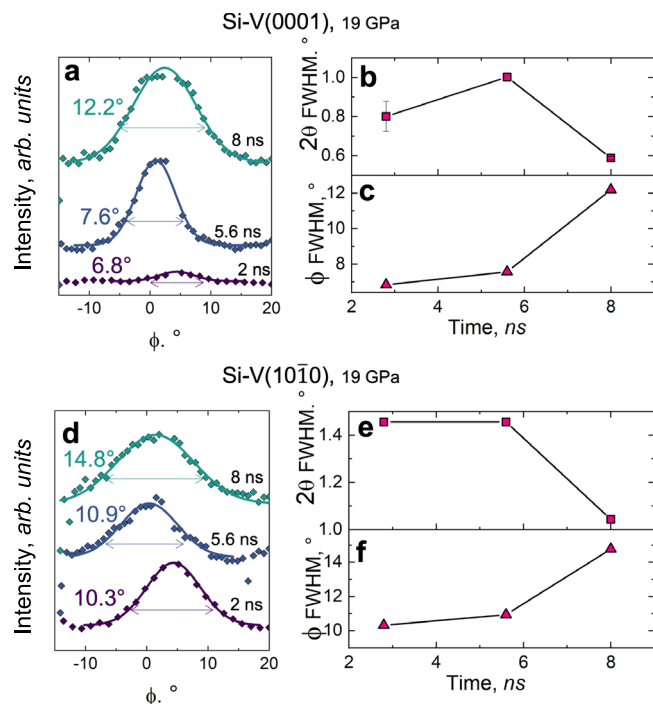 Si-V(0001), 19 GPa
a
12.2°
8 ns
7.6°
5.6 ns
6.8°
2 ns
Intensity, arb. units
-10 0 10 20
ϕ. °
b
2θ FWHM. °
1.0
0.8
0.6
c
ϕ FWHM, °
12
10
8
2 4 6 8
Time, ns
Si-V(101̄0), 19 GPa
d
14.8°
8 ns
10.9°
5.6 ns
10.3°
2 ns
Intensity, arb. units
-10 0 10 20
ϕ. °
e
2θ FWHM. °
1.4
1.2
1.0
f
ϕ FWHM, °
14
12
10
2 4 6 8
Time, ns